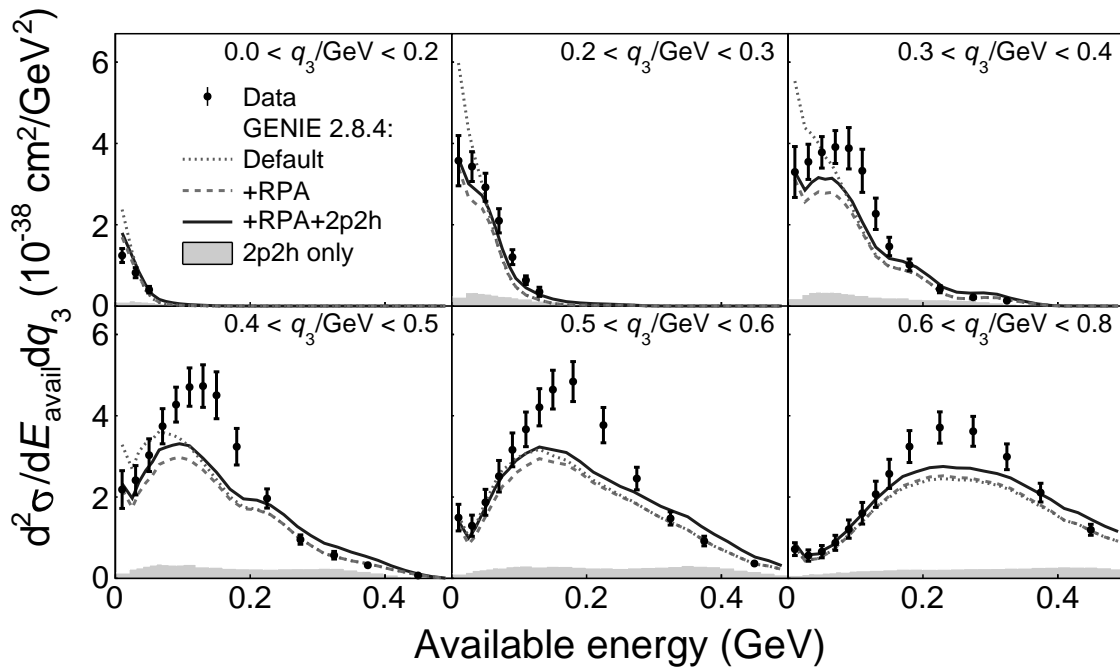 0.0 < q₃/GeV < 0.2
0.2 < q₃/GeV < 0.3
0.3 < q₃/GeV < 0.4
Data
GENIE 2.8.4:
Default
+RPA
+RPA+2p2h
2p2h only
6
4
2
0
0.4 < q₃/GeV < 0.5
0.5 < q₃/GeV < 0.6
0.6 < q₃/GeV < 0.8
6
4
2
0
0 0.2 0.4 0 0.2 0.4 0 0.2 0.4
Available energy (GeV)
d²σ/dE_avail dq₃ (10⁻³⁸ cm²/GeV²)